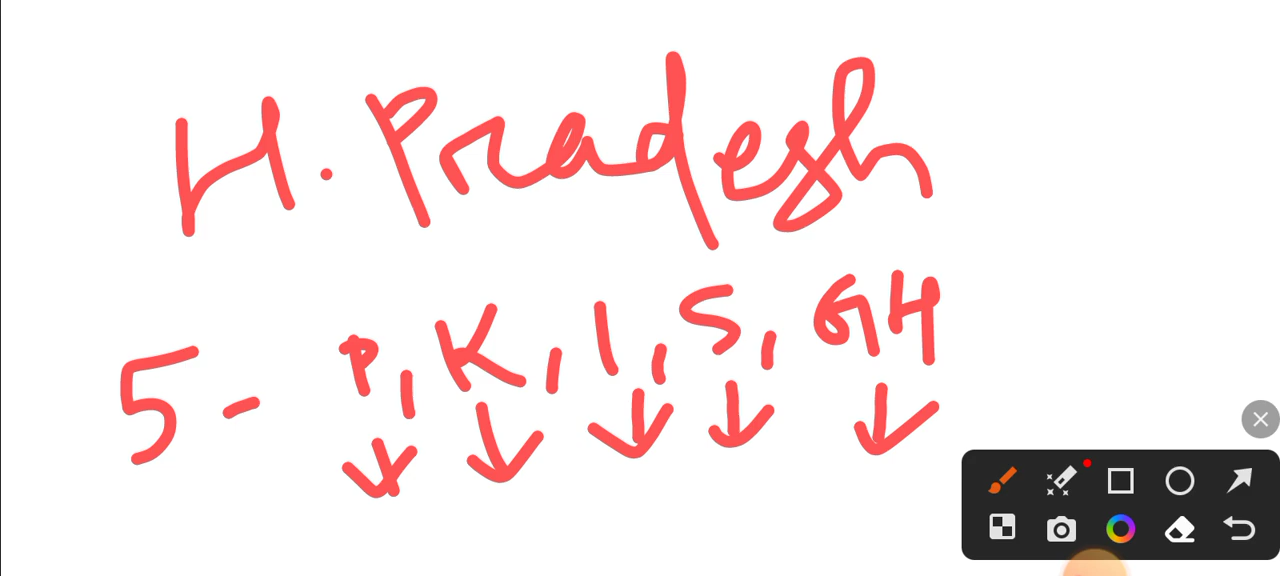 H. Pradesh
5 - P, K, I, S, GH